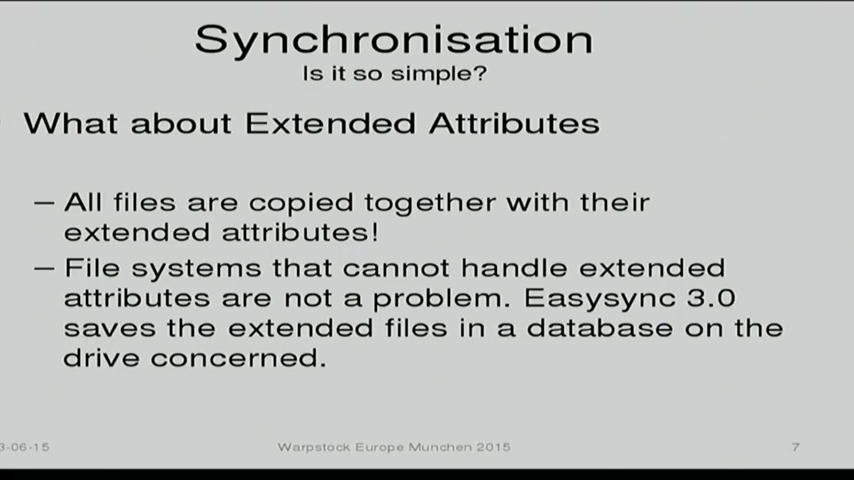 Synchronisation
Is it so simple?
What about Extended Attributes
— All files are copied together with their
extended attributes!
— File systems that cannot handle extended
attributes are not a problem. Easysync 3.0
saves the extended files in a database on the
drive concerned.
3-06-15
Warpstock Europe Munchen 2015
7